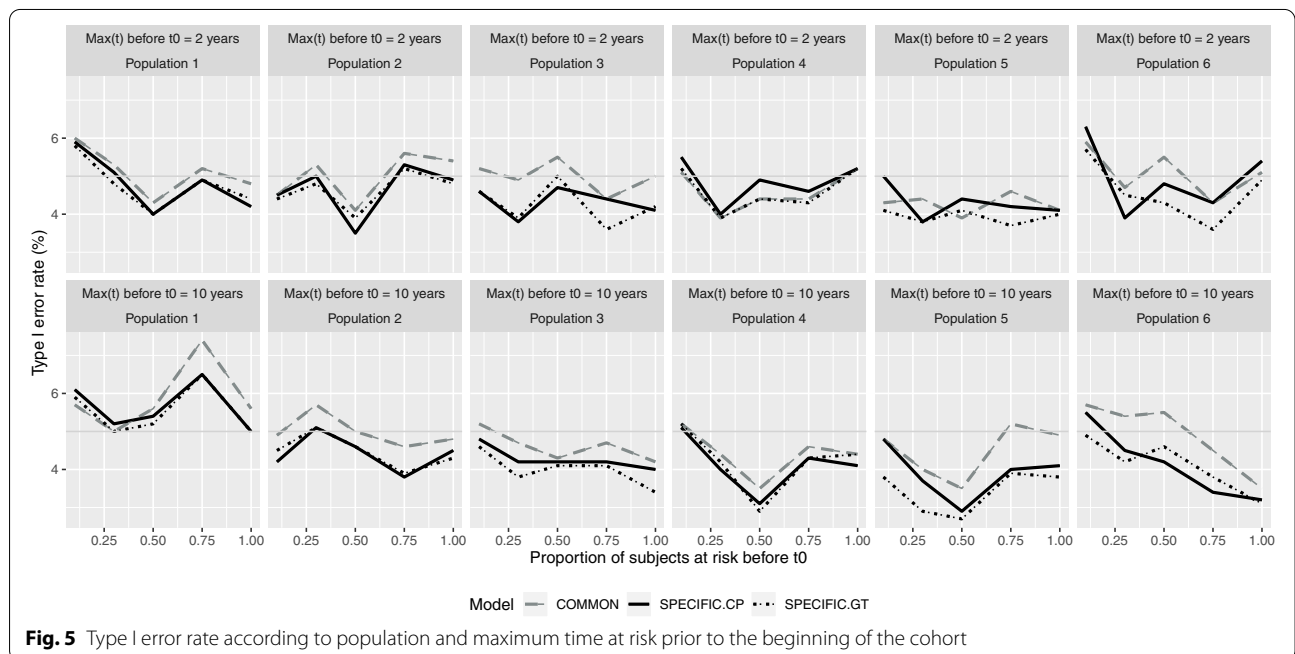 Max(t) before t0 = 2 years Max(t) before t0 = 2 years Max(t) before t0 = 2 years Max(t) before t0 = 2 years Max(t) before t0 = 2 years Max(t) before t0 = 2 years
Population 1 Population 2 Population 3 Population 4 Population 5 Population 6
6
4
Max(t) before t0 = 10 years Max(t) before t0 = 10 years Max(t) before t0 = 10 years Max(t) before t0 = 10 years Max(t) before t0 = 10 years Max(t) before t0 = 10 years
Population 1 Population 2 Population 3 Population 4 Population 5 Population 6
6
4
Type I error rate (%)
0.25 0.50 0.75 1.00 0.25 0.50 0.75 1.00 0.25 0.50 0.75 1.00 0.25 0.50 0.75 1.00 0.25 0.50 0.75 1.00 0.25 0.50 0.75 1.00
Proportion of subjects at risk before t0
Model COMMON SPECIFIC.CP SPECIFIC.GT
Fig. 5 Type I error rate according to population and maximum time at risk prior to the beginning of the cohort